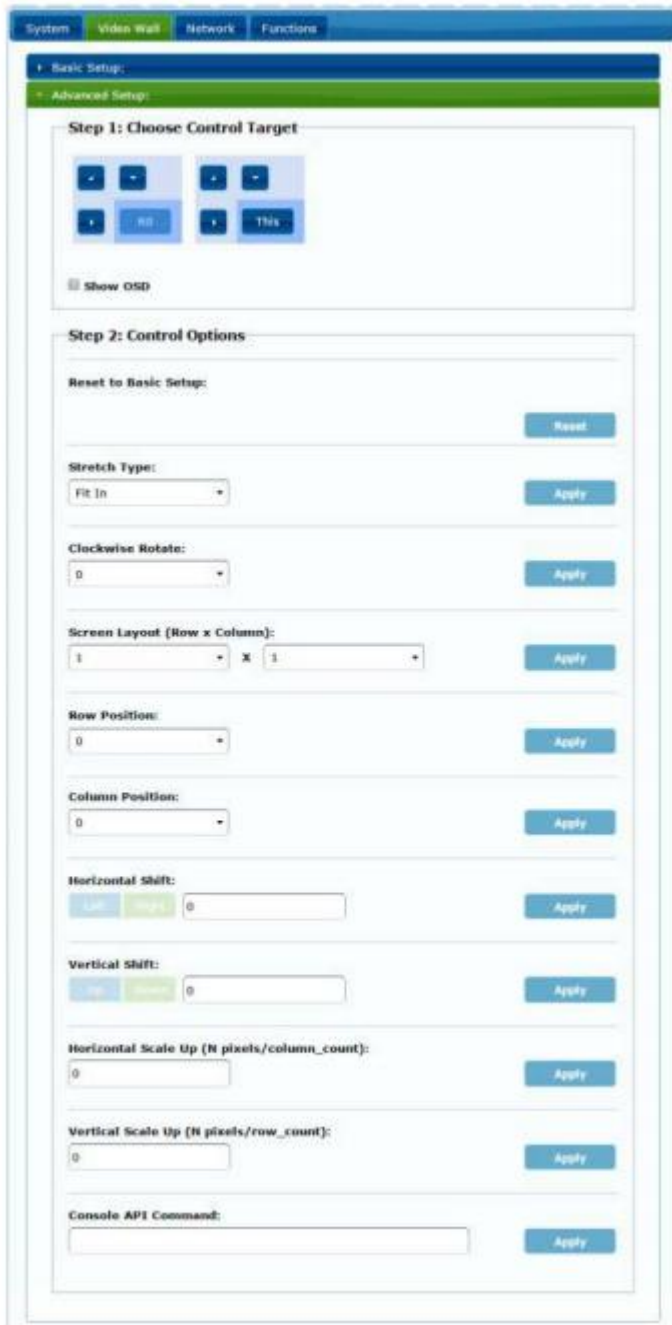 System Video Wall Network Functions
Basic Setup:
Advanced Setup:
Step 1: Choose Control Target
This
Show OSD
Step 2: Control Options
Reset to Basic Setup:
Reset
Stretch Type:
Fit In Apply
Clockwise Rotate:
0 Apply
Screen Layout (Row x Column):
1 X 1 Apply
Row Position:
0 Apply
Column Position:
0 Apply
Horizontal Shift:
Left Right 0 Apply
Vertical Shift:
Up Down 0 Apply
Horizontal Scale Up (N pixels/column_count):
0 Apply
Vertical Scale Up (N pixels/row_count):
0 Apply
Console API Command:
Apply